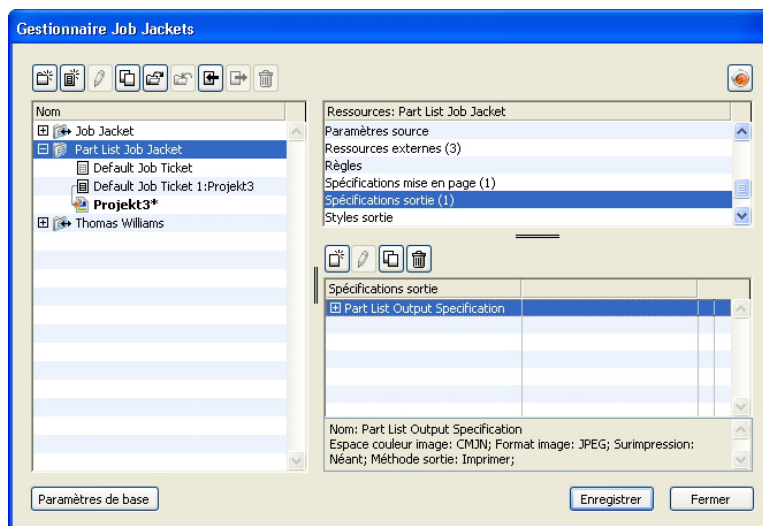 Gestionnaire Job Jackets
Nom
Job Jacket
Part List Job Jacket
Default Job Ticket
Default Job Ticket 1:Projekt3
Projekt3*
Thomas Williams
Ressources: Part List Job Jacket
Paramètres source
Ressources externes (3)
Règles
Spécifications mise en page (1)
Spécifications sortie (1)
Styles sortie
Spécifications sortie
Part List Output Specification
Nom: Part List Output Specification
Espace couleur image: CMJN; Format image: JPEG; Surimpression:
Néant; Méthode sortie: Imprimer;
Paramètres de base
Enregistrer
Fermer